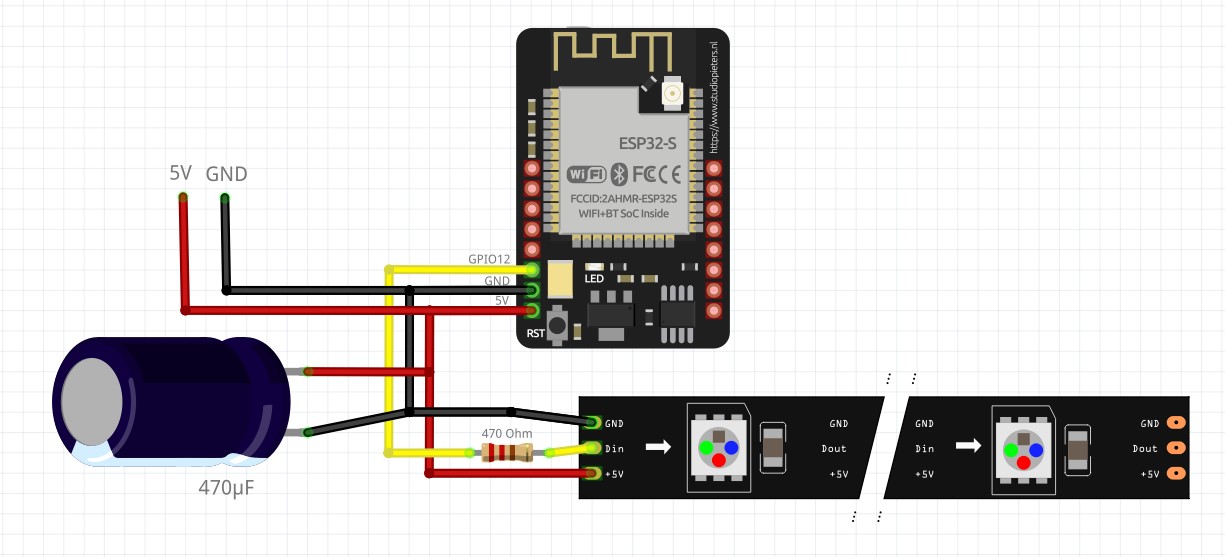 https://www.studiopieters.nl
ESP32-S
WiFi FCC CE
FCCID:2AHMR-ESP32S
WIFI+BT SoC Inside
5V GND
GPIO12
GND
5V
LED
RST
470 Ohm
470µF
GND GND GND GND
Din Dout Din Dout
+5V +5V +5V +5V